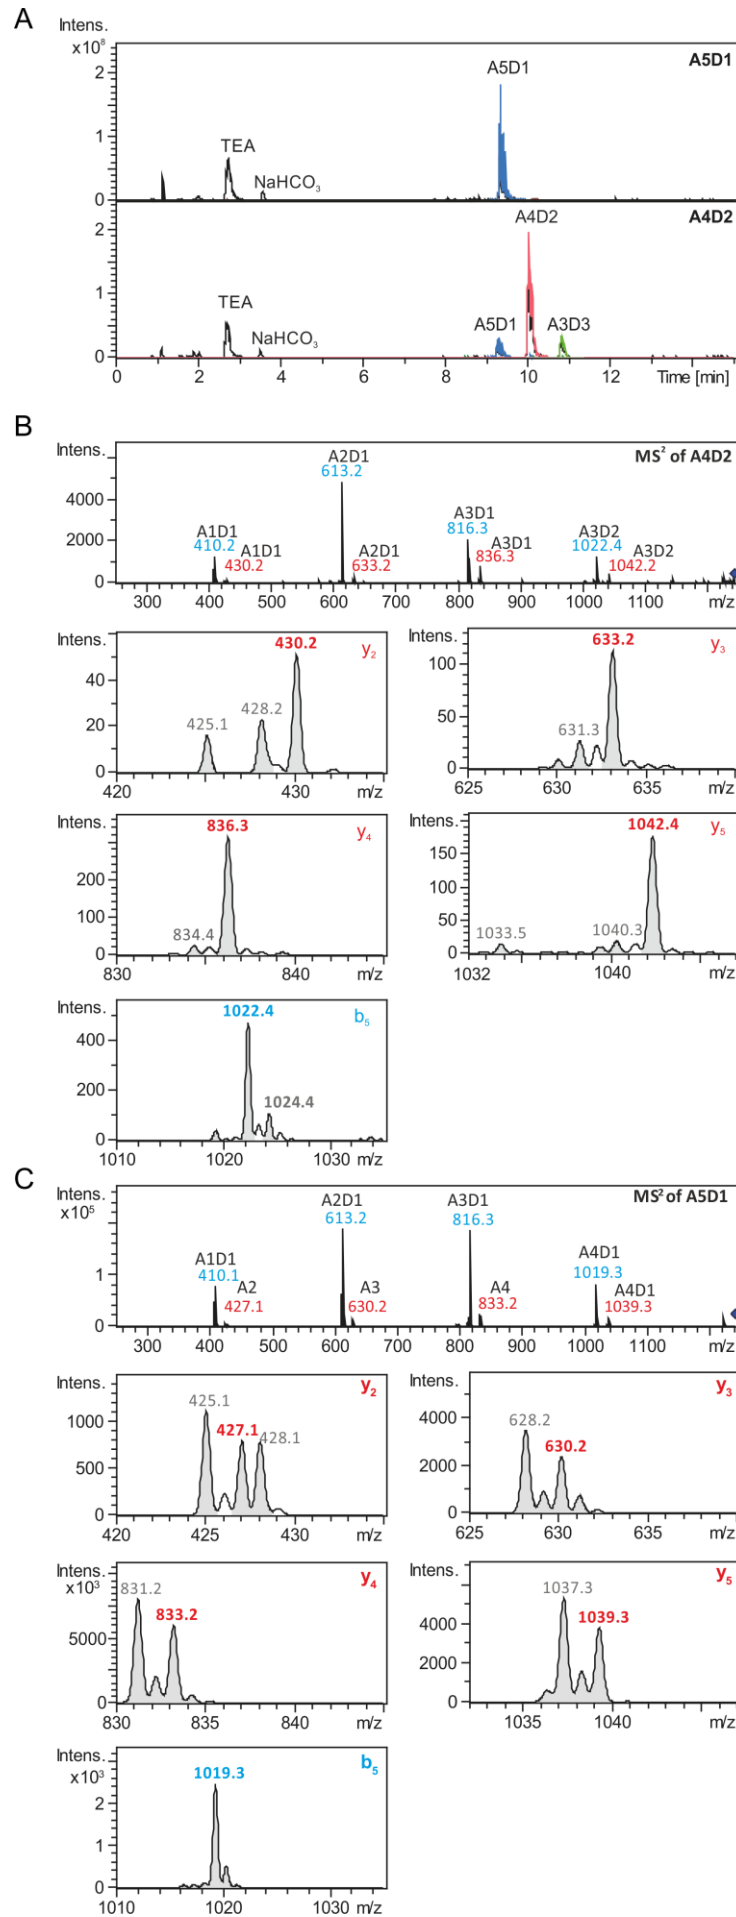 A
Intens.
x10⁸
A5D1
A5D1
2
1
0
TEA
NaHCO₃
A4D2
A4D2
2
1
0
TEA
NaHCO₃
A5D1
A3D3
0 2 4 6 8 10 12 Time [min]
B
Intens.
MS² of A4D2
A2D1
613.2
4000
2000
0
A1D1
410.2
A1D1
430.2
A2D1
633.2
A3D1
816.3
A3D1
836.3
A3D2
1022.4
A3D2
1042.2
300 400 500 600 700 800 900 1000 1100 m/z
Intens.
430.2
y₂
40
20
0
425.1
428.2
420 430 m/z
Intens.
633.2
y₃
100
50
0
631.3
625 630 635 m/z
Intens.
836.3
y₄
200
100
0
834.4
830 840 m/z
Intens.
1042.4
y₅
150
100
50
0
1033.5
1040.3
1032 1040 m/z
Intens.
1022.4
b₅
400
200
0
1024.4
1010 1020 1030 m/z
C
Intens.
x10⁵
MS² of A5D1
A2D1
613.2
A3D1
816.3
1
0
A1D1
410.1
A2
427.1
A3
630.2
A4
833.2
A4D1
1019.3
A4D1
1039.3
300 400 500 600 700 800 900 1000 1100 m/z
Intens.
y₂
1000
500
0
425.1
427.1
428.1
420 425 430 m/z
Intens.
y₃
4000
2000
0
628.2
630.2
625 630 635 m/z
Intens.
x10³
y₄
5000
0
831.2
833.2
830 835 840 m/z
Intens.
y₅
4000
2000
0
1037.3
1039.3
1035 1040 m/z
Intens.
x10³
1019.3
b₅
2
1
0
1010 1020 1030 m/z